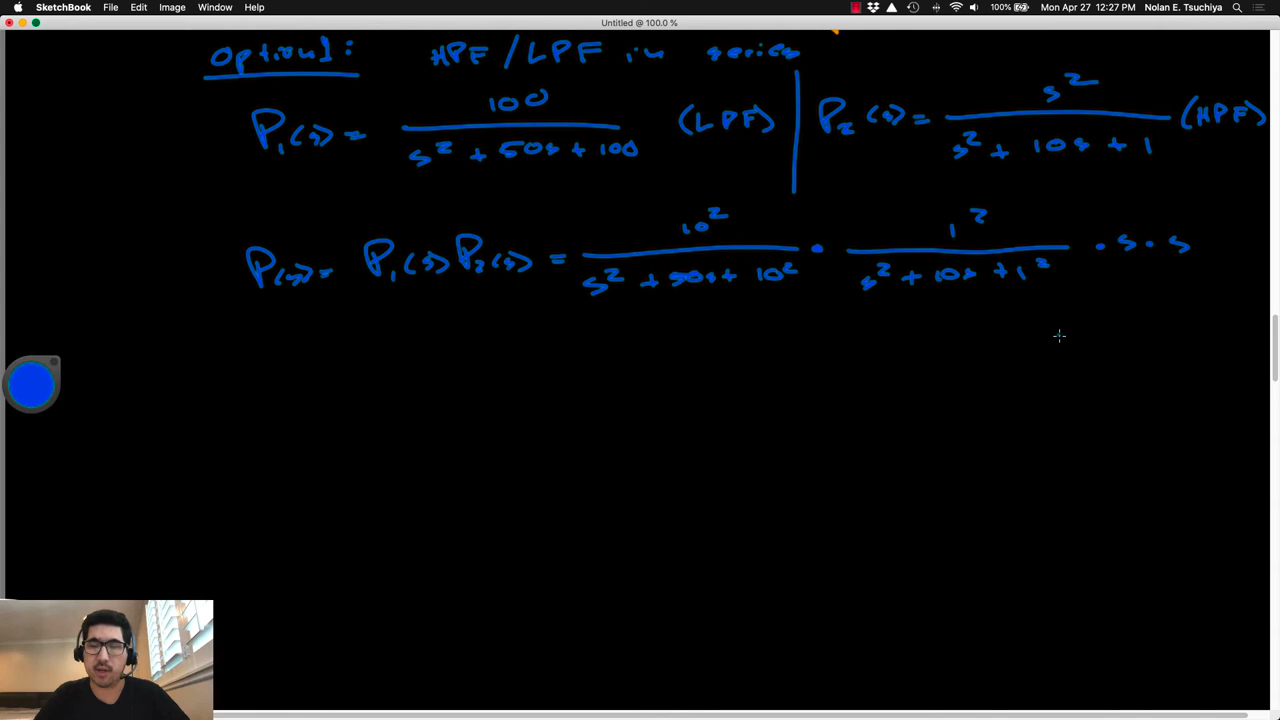 SketchBook File Edit Image Window Help 100% Mon Apr 27 12:27 PM Nolan E. Tsuchiya
Untitled @ 100.0 %
Option1: HPF/LPF in series
P₁(s) = 100 / (s² + 50s + 100) (LPF) | P₂(s) = s² / (s² + 10s + 1) (HPF)
P(s) = P₁(s)P₂(s) = 10² / (s² + 50s + 10²) · 1² / (s² + 10s + 1²) · s · s